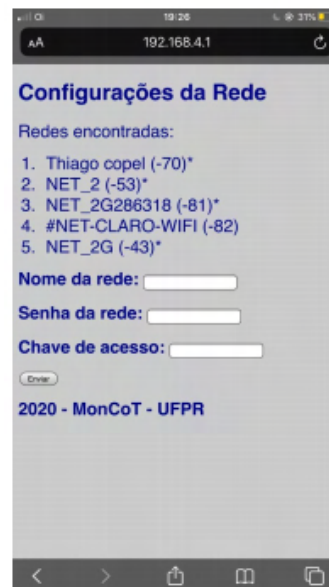 Oi 19:26 31%
AA 192.168.4.1
Configurações da Rede
Redes encontradas:
1. Thiago copel (-70)*
2. NET_2 (-53)*
3. NET_2G286318 (-81)*
4. #NET-CLARO-WIFI (-82)
5. NET_2G (-43)*
Nome da rede:
Senha da rede:
Chave de acesso:
Enviar
2020 - MonCoT - UFPR